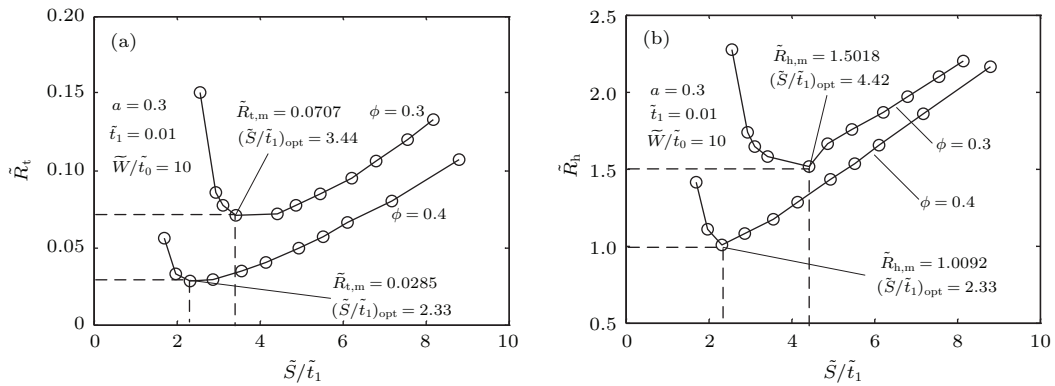 (a)
0.20
0.15
0.10
0.05
0
R̃t
a = 0.3
t̃1 = 0.01
W̃/t̃0 = 10
R̃t,m = 0.0707
(S̃/t̃1)opt = 3.44
ϕ = 0.3
ϕ = 0.4
R̃t,m = 0.0285
(S̃/t̃1)opt = 2.33
0 2 4 6 8 10
S̃/t̃1
(b)
2.5
2.0
1.5
1.0
0.5
R̃h
a = 0.3
t̃1 = 0.01
W̃/t̃0 = 10
R̃h,m = 1.5018
(S̃/t̃1)opt = 4.42
ϕ = 0.3
ϕ = 0.4
R̃h,m = 1.0092
(S̃/t̃1)opt = 2.33
0 2 4 6 8 10
S̃/t̃1